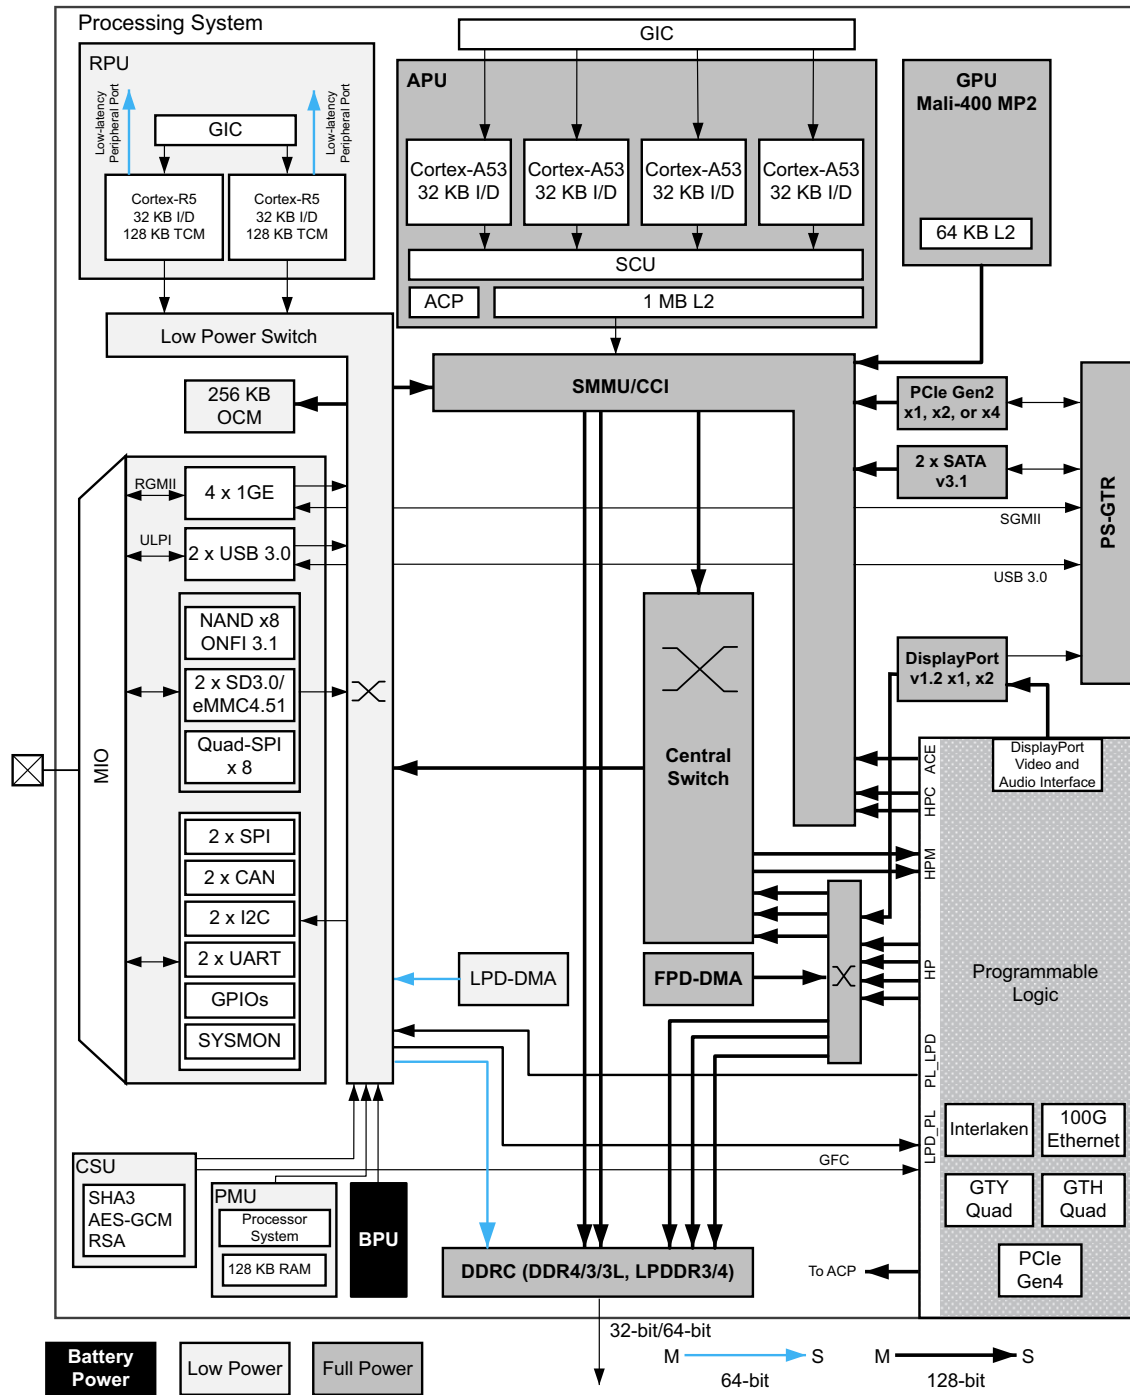 Processing System
RPU
Low-latency
Peripheral Port
Low-latency
Peripheral Port
GIC
Cortex-R5
32 KB I/D
128 KB TCM
Cortex-R5
32 KB I/D
128 KB TCM
GIC
APU
Cortex-A53
32 KB I/D
Cortex-A53
32 KB I/D
Cortex-A53
32 KB I/D
Cortex-A53
32 KB I/D
SCU
ACP
1 MB L2
GPU
Mali-400 MP2
64 KB L2
Low Power Switch
256 KB
OCM
SMMU/CCI
PCIe Gen2
x1, x2, or x4
2 x SATA
v3.1
PS-GTR
SGMII
USB 3.0
RGMII
4 x 1GE
ULPI
2 x USB 3.0
NAND x8
ONFI 3.1
2 x SD3.0/
eMMC4.51
Quad-SPI
x 8
MIO
2 x SPI
2 x CAN
2 x I2C
2 x UART
GPIOs
SYSMON
Central
Switch
DisplayPort
v1.2 x1, x2
DisplayPort
Video and
Audio Interface
ACE
HPC
HPM
HP
PL_LPD
LPD_PL
LPD-DMA
FPD-DMA
Programmable
Logic
Interlaken
100G
Ethernet
GTY
Quad
GTH
Quad
PCIe
Gen4
GFC
To ACP
CSU
SHA3
AES-GCM
RSA
PMU
Processor
System
128 KB RAM
BPU
DDRC (DDR4/3/3L, LPDDR3/4)
32-bit/64-bit
Battery
Power
Low Power
Full Power
M
S
64-bit
M
S
128-bit